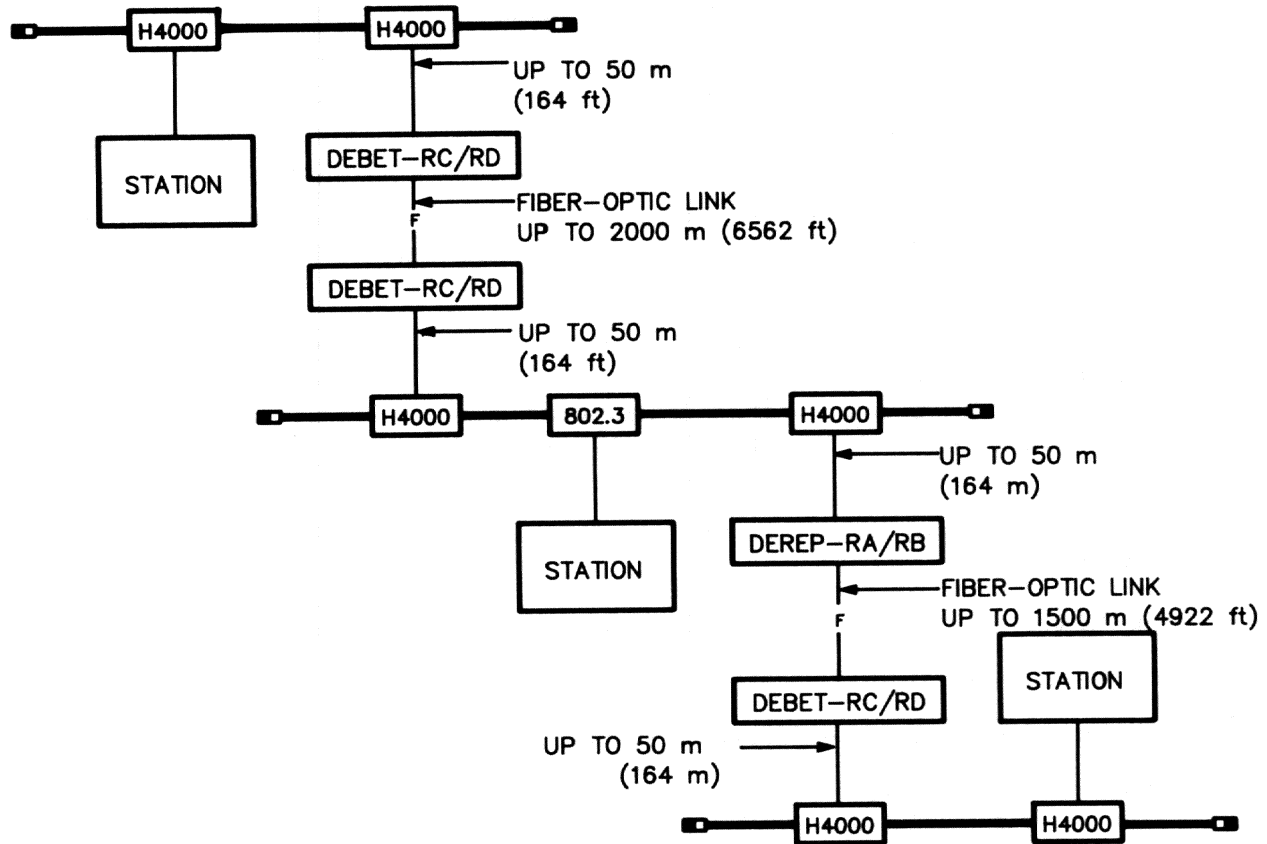 H4000
H4000
UP TO 50 m
(164 ft)
STATION
DEBET-RC/RD
FIBER-OPTIC LINK
F
UP TO 2000 m (6562 ft)
DEBET-RC/RD
UP TO 50 m
(164 ft)
H4000
802.3
H4000
UP TO 50 m
(164 m)
STATION
DEREP-RA/RB
FIBER-OPTIC LINK
UP TO 1500 m (4922 ft)
F
STATION
DEBET-RC/RD
UP TO 50 m
(164 m)
H4000
H4000